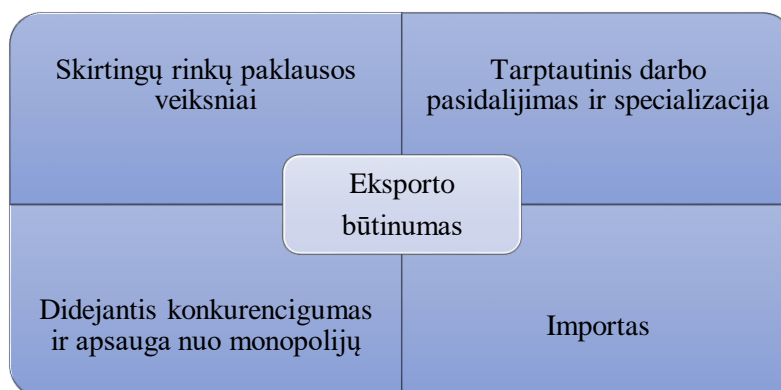 Skirtingų rinkų paklausos
veiksniai
Tarptautinis darbo
pasidalijimas ir specializacija
Eksporto
būtinumas
Didejantis konkurencigumas
ir apsauga nuo monopolijų
Importas